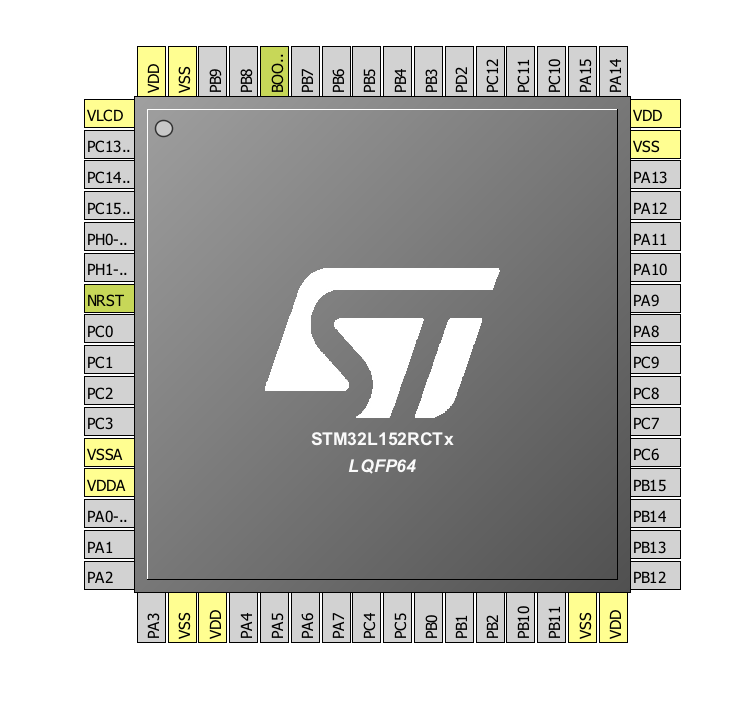 VDD VSS PB9 PB8 BOO.. PB7 PB6 PB5 PB4 PB3 PD2 PC12 PC11 PC10 PA15 PA14
VLCD VDD
PC13.. VSS
PC14.. PA13
PC15.. PA12
PH0-.. PA11
PH1-.. PA10
NRST PA9
PC0 PA8
PC1 PC9
PC2 PC8
PC3 PC7
VSSA PC6
VDDA PB15
PA0-.. PB14
PA1 PB13
PA2 PB12
ST
STM32L152RCTx
LQFP64
PA3 VSS VDD PA4 PA5 PA6 PA7 PC4 PC5 PB0 PB1 PB2 PB10 PB11 VSS VDD